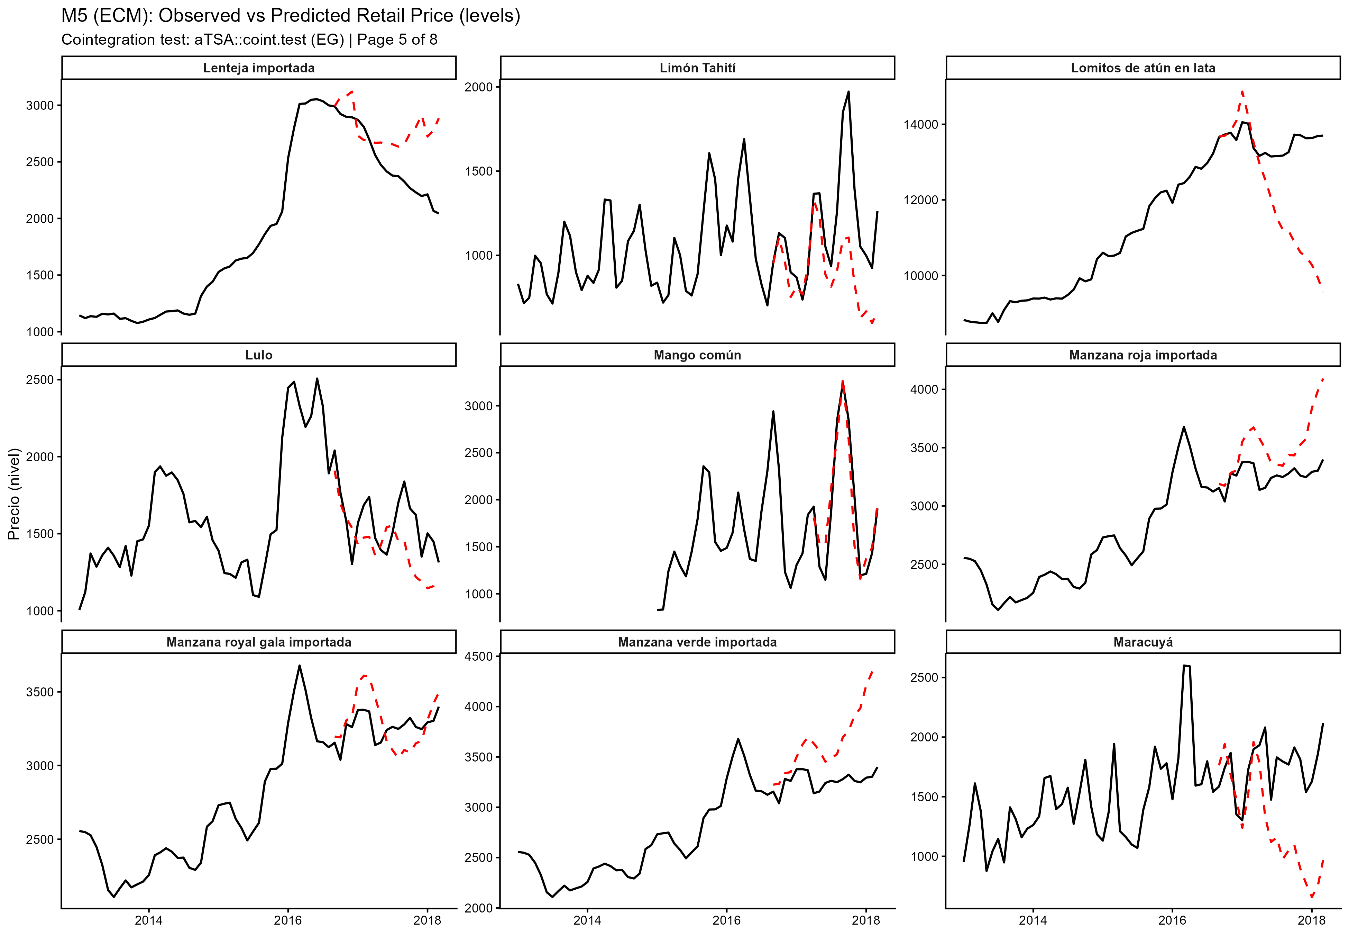 M5 (ECM): Observed vs Predicted Retail Price (levels)
Cointegration test: aTSA::coint.test (EG) | Page 5 of 8
Lenteja importada
Limón Tahití
Lomitos de atún en lata
3000
2500
2000
1500
1000
2000
1500
1000
14000
12000
10000
Lulo
Mango común
Manzana roja importada
2500
2000
1500
1000
3000
2500
2000
1500
1000
4000
3500
3000
2500
Precio (nivel)
Manzana royal gala importada
Manzana verde importada
Maracuyá
3500
3000
2500
4500
4000
3500
3000
2500
2000
2500
2000
1500
1000
2014 2016 2018
2014 2016 2018
2014 2016 2018